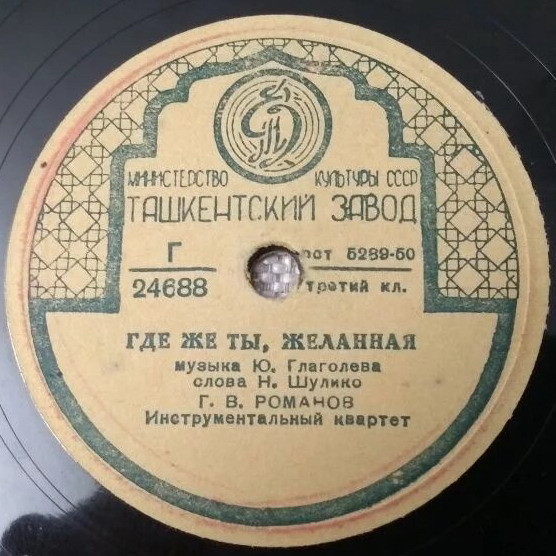 МИНИСТЕРСТВО КУЛЬТУРЫ СССР
ТАШКЕНТСКИЙ ЗАВОД
Г
24688
ост 5289-50
третий кл.
ГДЕ ЖЕ ТЫ, ЖЕЛАННАЯ
музыка Ю. Глаголева
слова Н. Шулико
Г. В. РОМАНОВ
Инструментальный квартет